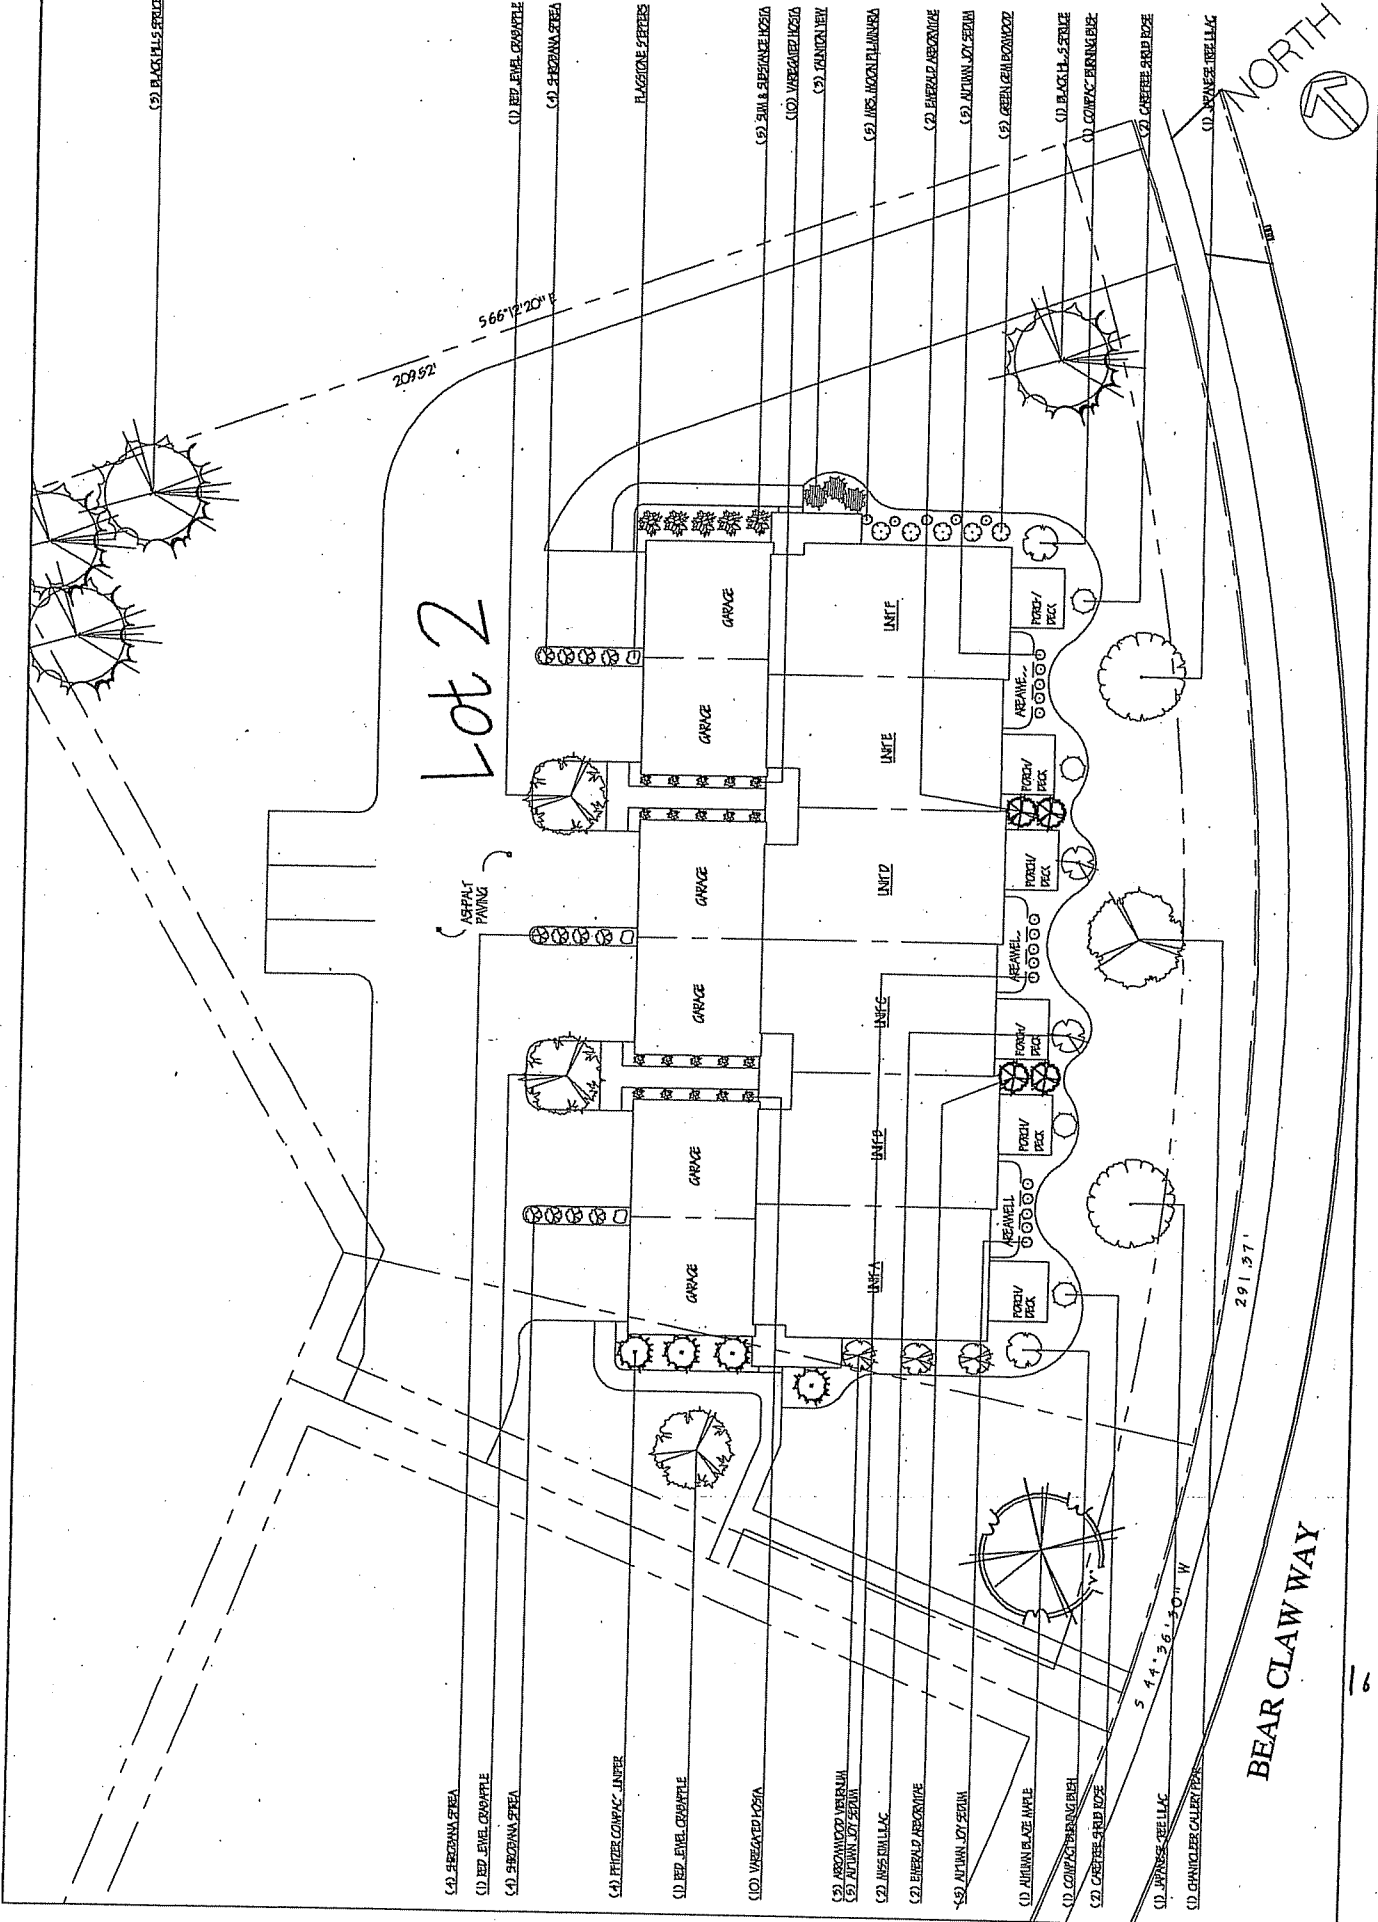 (3) BLACK HILLS SPRUCE
(1) RED JEWEL CRABAPPLE
(4) SHIROBANA SPIREA
FLAGSTONE STEPPERS
(5) SUM & SUBSTANCE HOSTA
(10) VARIEGATED HOSTA
(3) TAUNTON YEW
(5) MRS. MOON PULMINARIA
(2) EMERALD ARBORVITAE
(5) AUTUMN JOY SEDUM
(5) GREEN GEM BOXWOOD
(1) BLACK HILLS SPRUCE
(1) COMPACT BURNING BUSH
(2) CAREFREE SHRUB ROSE
(1) JAPANESE TREE LILAC
NORTH
S 66°12'20" E
209.52'
Lot 2
ASPHALT
PAVING
GARAGE
GARAGE
GARAGE
GARAGE
GARAGE
GARAGE
UNIT F
UNIT E
UNIT D
UNIT C
UNIT B
UNIT A
PORCH/
DECK
AREAWELL
PORCH/
DECK
PORCH/
DECK
AREAWELL
PORCH/
DECK
PORCH/
DECK
AREAWELL
PORCH/
DECK
291.37'
S 44°36'30" W
BEAR CLAW WAY
(4) SHIROBANA SPIREA
(1) RED JEWEL CRABAPPLE
(4) SHIROBANA SPIREA
(4) PFITZER COMPACT JUNIPER
(1) RED JEWEL CRABAPPLE
(10) VARIEGATED HOSTA
(3) ARROWWOOD VIBURNUM
(5) AUTUMN JOY SEDUM
(2) MISS KIM LILAC
(2) EMERALD ARBORVITAE
(5) AUTUMN JOY SEDUM
(1) AUTUMN BLAZE MAPLE
(1) COMPACT BURNING BUSH
(2) CAREFREE SHRUB ROSE
(1) JAPANESE TREE LILAC
(1) CHANTICLEER CALLERY PEAR
16